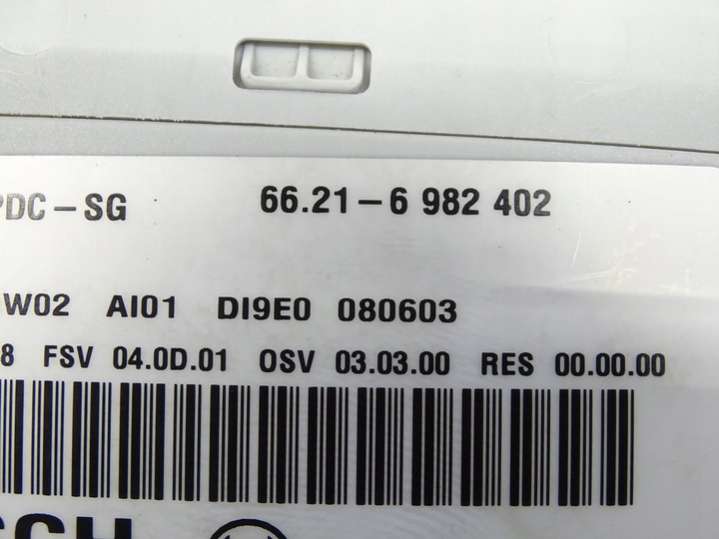 PDC-SG 66.21-6 982 402
W02 AI01 DI9E0 080603
8 FSV 04.0D.01 OSV 03.03.00 RES 00.00.00
SCH